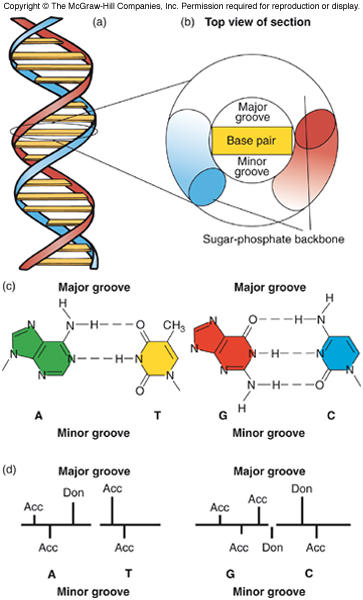 Copyright © The McGraw-Hill Companies, Inc. Permission required for reproduction or display.
(a)
(b) Top view of section
Major
groove
Base pair
Minor
groove
Sugar-phosphate backbone
(c)
Major groove
H
N H O CH₃
N
N N H N
N N
O
A T
Minor groove
Major groove
H
N O H N
N
N H N
N N
N H O
H
G C
Minor groove
(d)
Major groove
Acc Don Acc
Acc Acc
A T
Minor groove
Major groove
Acc Acc Don
Acc Don Acc
G C
Minor groove